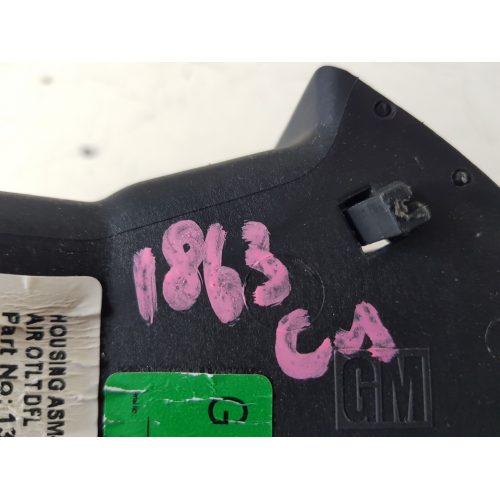 1863
CA
GM
HOUSING ASM
AIR OTLT DFL
Part No: 13
G